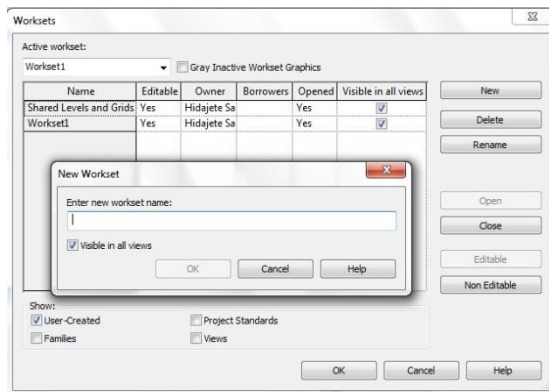 Worksets
Active workset:
Workset1
Gray Inactive Workset Graphics
Name Editable Owner Borrowers Opened Visible in all views
Shared Levels and Grids Yes Hidajete Sa Yes
Workset1 Yes Hidajete Sa Yes
New
Delete
Rename
Open
Close
Editable
Non Editable
New Workset
Enter new workset name:
Visible in all views
OK Cancel Help
Show:
User-Created Project Standards
Families Views
OK Cancel Help